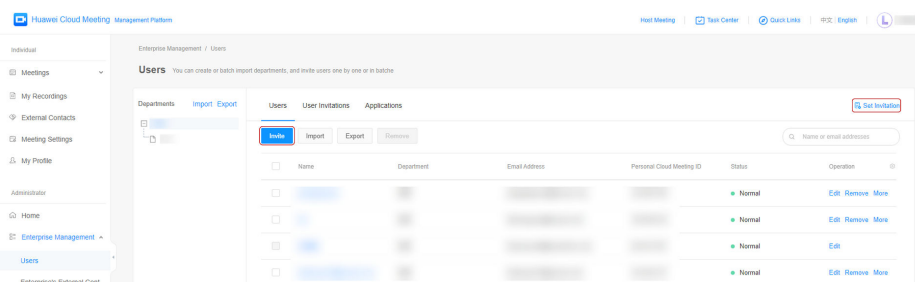 Huawei Cloud Meeting Management Platform
Host Meeting Task Center Quick Links 中文 English L
Individual
Meetings
My Recordings
External Contacts
Meeting Settings
My Profile
Administrator
Home
Enterprise Management
Users
Enterprise Management / Users
Users You can create or batch import departments, and invite users one by one or in batche
Departments Import Export
Users User Invitations Applications Set Invitation
Invite Import Export Remove Name or email addresses
Name Department Email Address Personal Cloud Meeting ID Status Operation
Normal Edit Remove More
Normal Edit Remove More
Normal Edit
Normal Edit Remove More